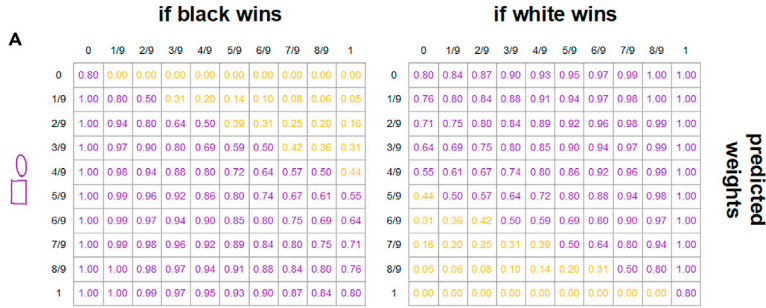 if black wins if white wins
A
0 1/9 2/9 3/9 4/9 5/9 6/9 7/9 8/9 1 0 1/9 2/9 3/9 4/9 5/9 6/9 7/9 8/9 1
0 0.80 0.00 0.00 0.00 0.00 0.00 0.00 0.00 0.00 0.00 0 0.80 0.84 0.87 0.90 0.93 0.95 0.97 0.99 1.00 1.00
1/9 1.00 0.80 0.50 0.31 0.20 0.14 0.10 0.08 0.06 0.05 1/9 0.76 0.80 0.84 0.88 0.91 0.94 0.97 0.98 1.00 1.00
2/9 1.00 0.94 0.80 0.64 0.50 0.39 0.31 0.25 0.20 0.16 2/9 0.71 0.75 0.80 0.84 0.89 0.92 0.96 0.98 0.99 1.00
3/9 1.00 0.97 0.90 0.80 0.69 0.59 0.50 0.42 0.36 0.31 3/9 0.64 0.69 0.75 0.80 0.85 0.90 0.94 0.97 0.99 1.00
4/9 1.00 0.98 0.94 0.88 0.80 0.72 0.64 0.57 0.50 0.44 4/9 0.55 0.61 0.67 0.74 0.80 0.86 0.92 0.96 0.99 1.00
5/9 1.00 0.99 0.96 0.92 0.86 0.80 0.74 0.67 0.61 0.55 5/9 0.44 0.50 0.57 0.64 0.72 0.80 0.88 0.94 0.98 1.00
6/9 1.00 0.99 0.97 0.94 0.90 0.85 0.80 0.75 0.69 0.64 6/9 0.31 0.36 0.42 0.50 0.59 0.69 0.80 0.90 0.97 1.00
7/9 1.00 0.99 0.98 0.96 0.92 0.89 0.84 0.80 0.75 0.71 7/9 0.16 0.20 0.25 0.31 0.39 0.50 0.64 0.80 0.94 1.00
8/9 1.00 1.00 0.98 0.97 0.94 0.91 0.88 0.84 0.80 0.76 8/9 0.05 0.06 0.08 0.10 0.14 0.20 0.31 0.50 0.80 1.00
1 1.00 1.00 0.99 0.97 0.95 0.93 0.90 0.87 0.84 0.80 1 0.00 0.00 0.00 0.00 0.00 0.00 0.00 0.00 0.00 0.80
predicted
weights